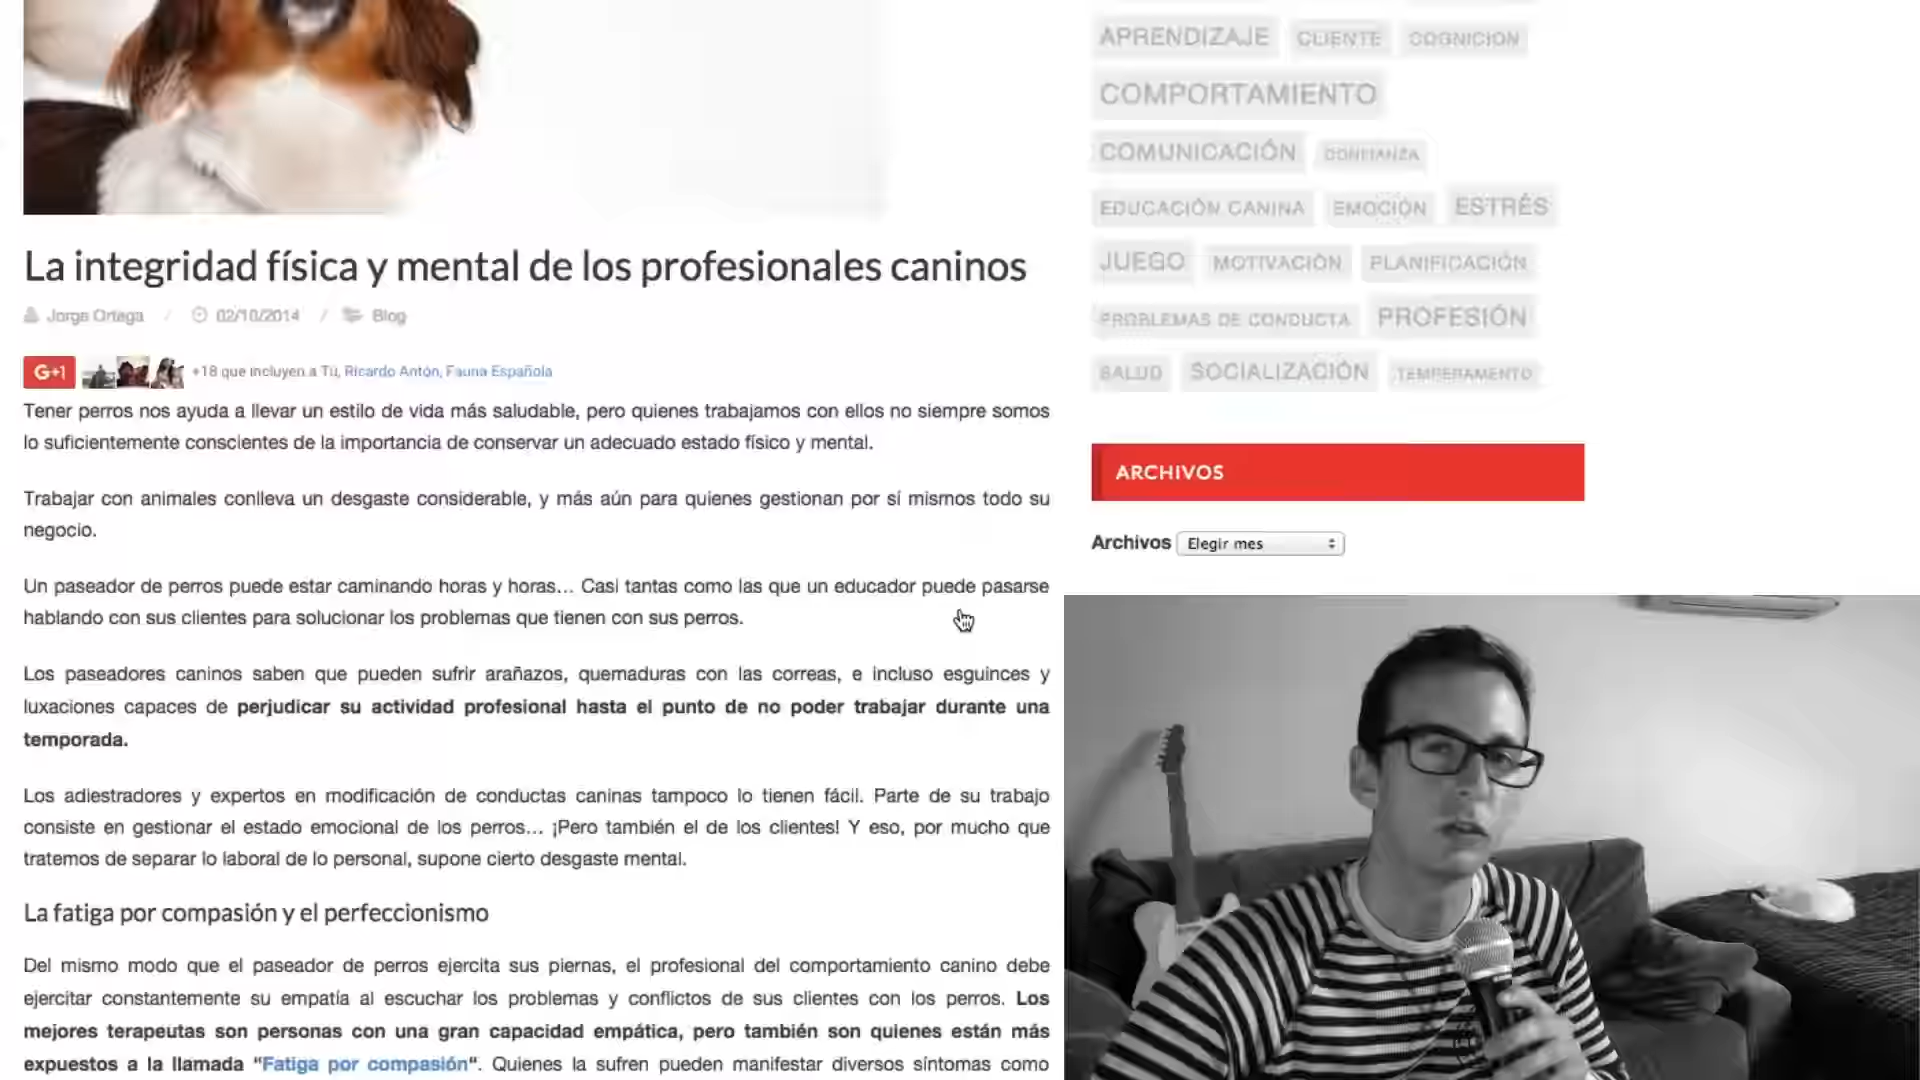 La integridad física y mental de los profesionales caninos
Jorge Ortega / 02/10/2014 / Blog
G+1 +18 que incluyen a Tú, Ricardo Antón, Fauna Española
Tener perros nos ayuda a llevar un estilo de vida más saludable, pero quienes trabajamos con ellos no siempre somos
lo suficientemente conscientes de la importancia de conservar un adecuado estado físico y mental.
Trabajar con animales conlleva un desgaste considerable, y más aún para quienes gestionan por sí mismos todo su
negocio.
Un paseador de perros puede estar caminando horas y horas... Casi tantas como las que un educador puede pasarse
hablando con sus clientes para solucionar los problemas que tienen con sus perros.
Los paseadores caninos saben que pueden sufrir arañazos, quemaduras con las correas, e incluso esguinces y
luxaciones capaces de perjudicar su actividad profesional hasta el punto de no poder trabajar durante una
temporada.
Los adiestradores y expertos en modificación de conductas caninas tampoco lo tienen fácil. Parte de su trabajo
consiste en gestionar el estado emocional de los perros... ¡Pero también el de los clientes! Y eso, por mucho que
tratemos de separar lo laboral de lo personal, supone cierto desgaste mental.
La fatiga por compasión y el perfeccionismo
Del mismo modo que el paseador de perros ejercita sus piernas, el profesional del comportamiento canino debe
ejercitar constantemente su empatía al escuchar los problemas y conflictos de sus clientes con los perros. Los
mejores terapeutas son personas con una gran capacidad empática, pero también son quienes están más
expuestos a la llamada “Fatiga por compasión“. Quienes la sufren pueden manifestar diversos síntomas como
APRENDIZAJE CLIENTE COGNICION
COMPORTAMIENTO
COMUNICACIÓN CONFIANZA
EDUCACIÓN CANINA EMOCIÓN ESTRÉS
JUEGO MOTIVACIÓN PLANIFICACIÓN
PROBLEMAS DE CONDUCTA PROFESIÓN
SALUD SOCIALIZACIÓN TEMPERAMENTO
ARCHIVOS
Archivos Elegir mes